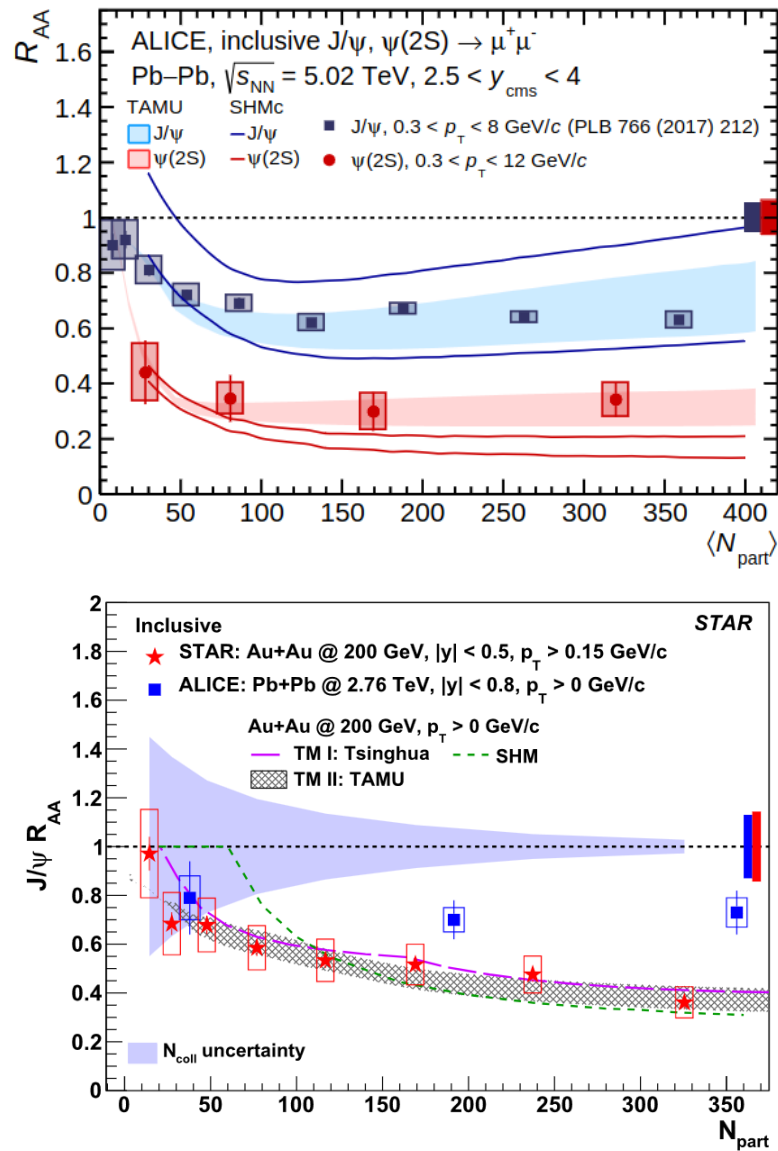 R_AA
1.6
1.4
1.2
1
0.8
0.6
0.4
0.2
0
ALICE, inclusive J/ψ, ψ(2S) → μ⁺μ⁻
Pb–Pb, √s_NN = 5.02 TeV, 2.5 < y_cms < 4
TAMU SHMc
J/ψ J/ψ J/ψ, 0.3 < p_T < 8 GeV/c (PLB 766 (2017) 212)
ψ(2S) ψ(2S) ψ(2S), 0.3 < p_T < 12 GeV/c
0 50 100 150 200 250 300 350 400
⟨N_part⟩
J/ψ R_AA
2
1.8
1.6
1.4
1.2
1
0.8
0.6
0.4
0.2
0
STAR
Inclusive
STAR: Au+Au @ 200 GeV, |y| < 0.5, p_T > 0.15 GeV/c
ALICE: Pb+Pb @ 2.76 TeV, |y| < 0.8, p_T > 0 GeV/c
Au+Au @ 200 GeV, p_T > 0 GeV/c
TM I: Tsinghua SHM
TM II: TAMU
N_coll uncertainty
0 50 100 150 200 250 300 350
N_part